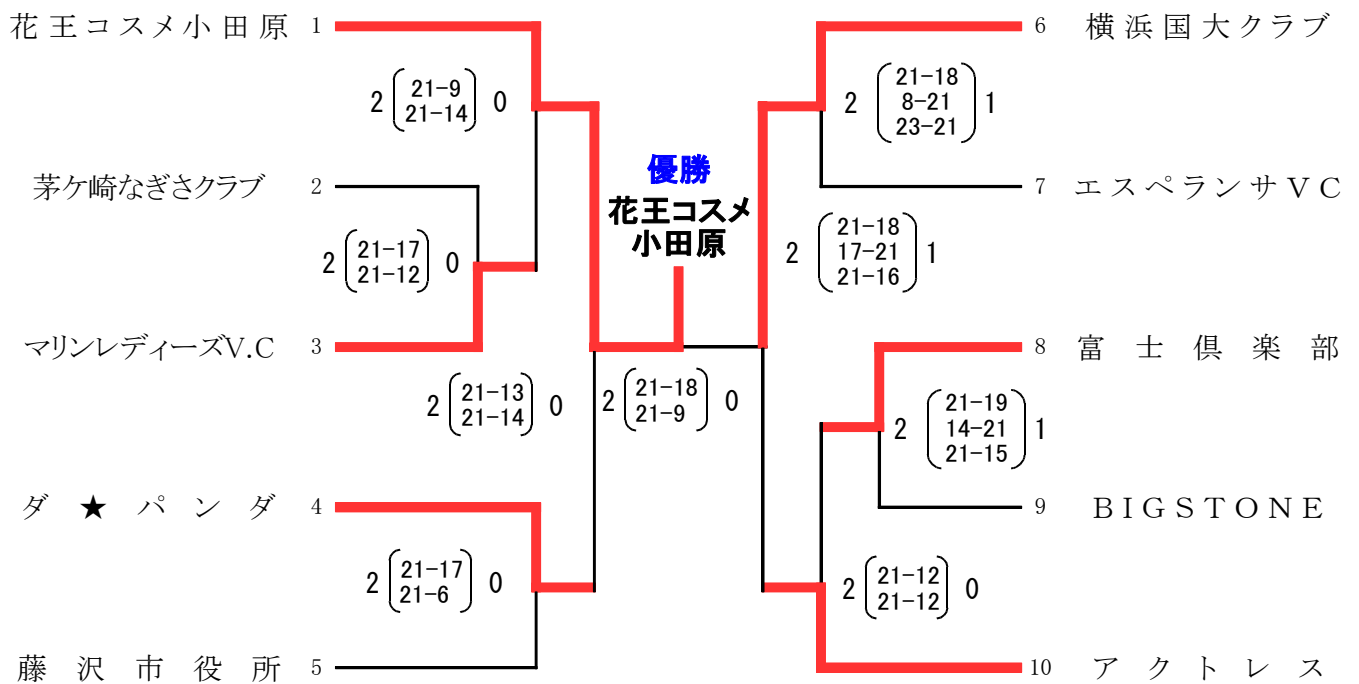 花王コスメ小田原 1
2 21-9 0
21-14
茅ケ崎なぎさクラブ 2
2 21-17 0
21-12
マリンレディーズV.C 3
2 21-13 0
21-14
ダ★パンダ 4
2 21-17 0
21-6
藤沢市役所 5
優勝
花王コスメ
小田原
2 21-18 0
21-9
6 横浜国大クラブ
2 21-18 1
8-21
23-21
7 エスペランサVC
2 21-18 1
17-21
21-16
8 富士倶楽部
2 21-19 1
14-21
21-15
9 BIGSTONE
2 21-12 0
21-12
10 アクトレス